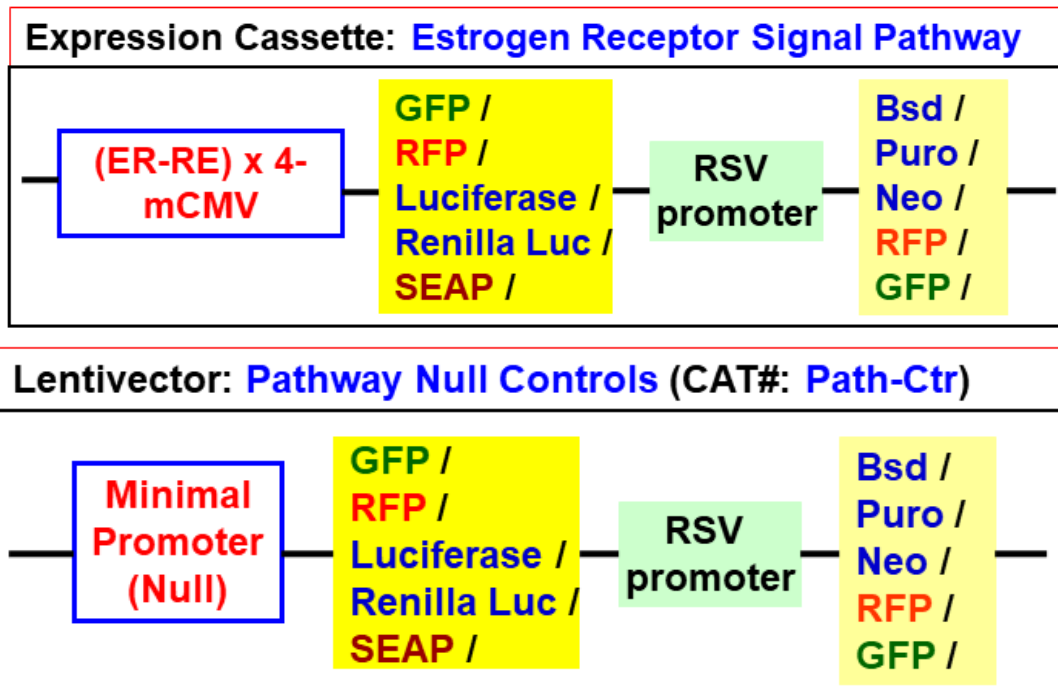 Expression Cassette: Estrogen Receptor Signal Pathway
(ER-RE) x 4-
mCMV
GFP /
RFP /
Luciferase /
Renilla Luc /
SEAP /
RSV
promoter
Bsd /
Puro /
Neo /
RFP /
GFP /
Lentivector: Pathway Null Controls (CAT#: Path-Ctr)
Minimal
Promoter
(Null)
GFP /
RFP /
Luciferase /
Renilla Luc /
SEAP /
RSV
promoter
Bsd /
Puro /
Neo /
RFP /
GFP /